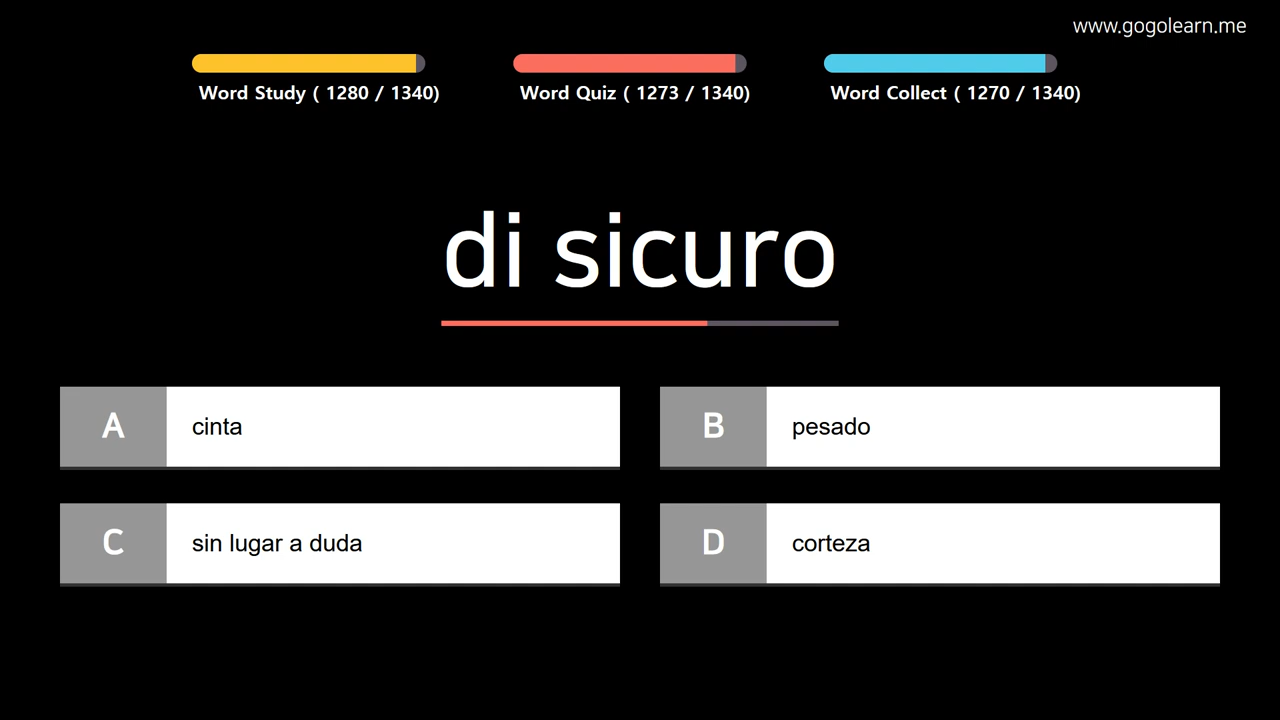 www.gogolearn.me
Word Study ( 1280 / 1340)
Word Quiz ( 1273 / 1340)
Word Collect ( 1270 / 1340)
di sicuro
A cinta
B pesado
C sin lugar a duda
D corteza